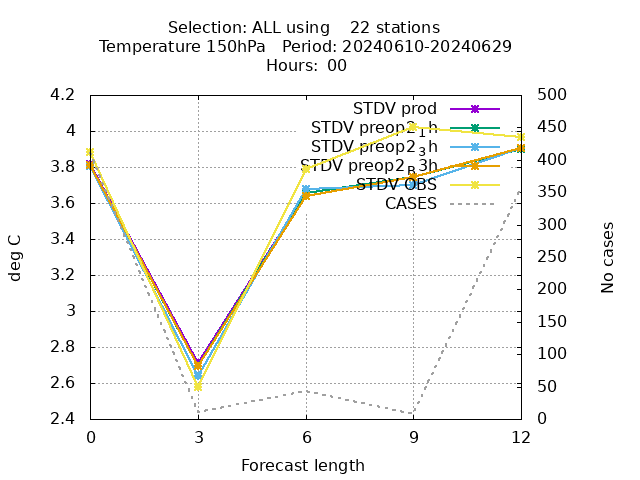 Selection: ALL using    22 stations
Temperature 150hPa   Period: 20240610-20240629
Hours: 00
4.2
4
3.8
3.6
3.4
3.2
3
2.8
2.6
2.4
500
450
400
350
300
250
200
150
100
50
0
0
3
6
9
12
deg C
No cases
Forecast length
STDV prod
STDV preop2_1h
STDV preop2_3h
STDV preop2_B3h
STDV OBS
CASES